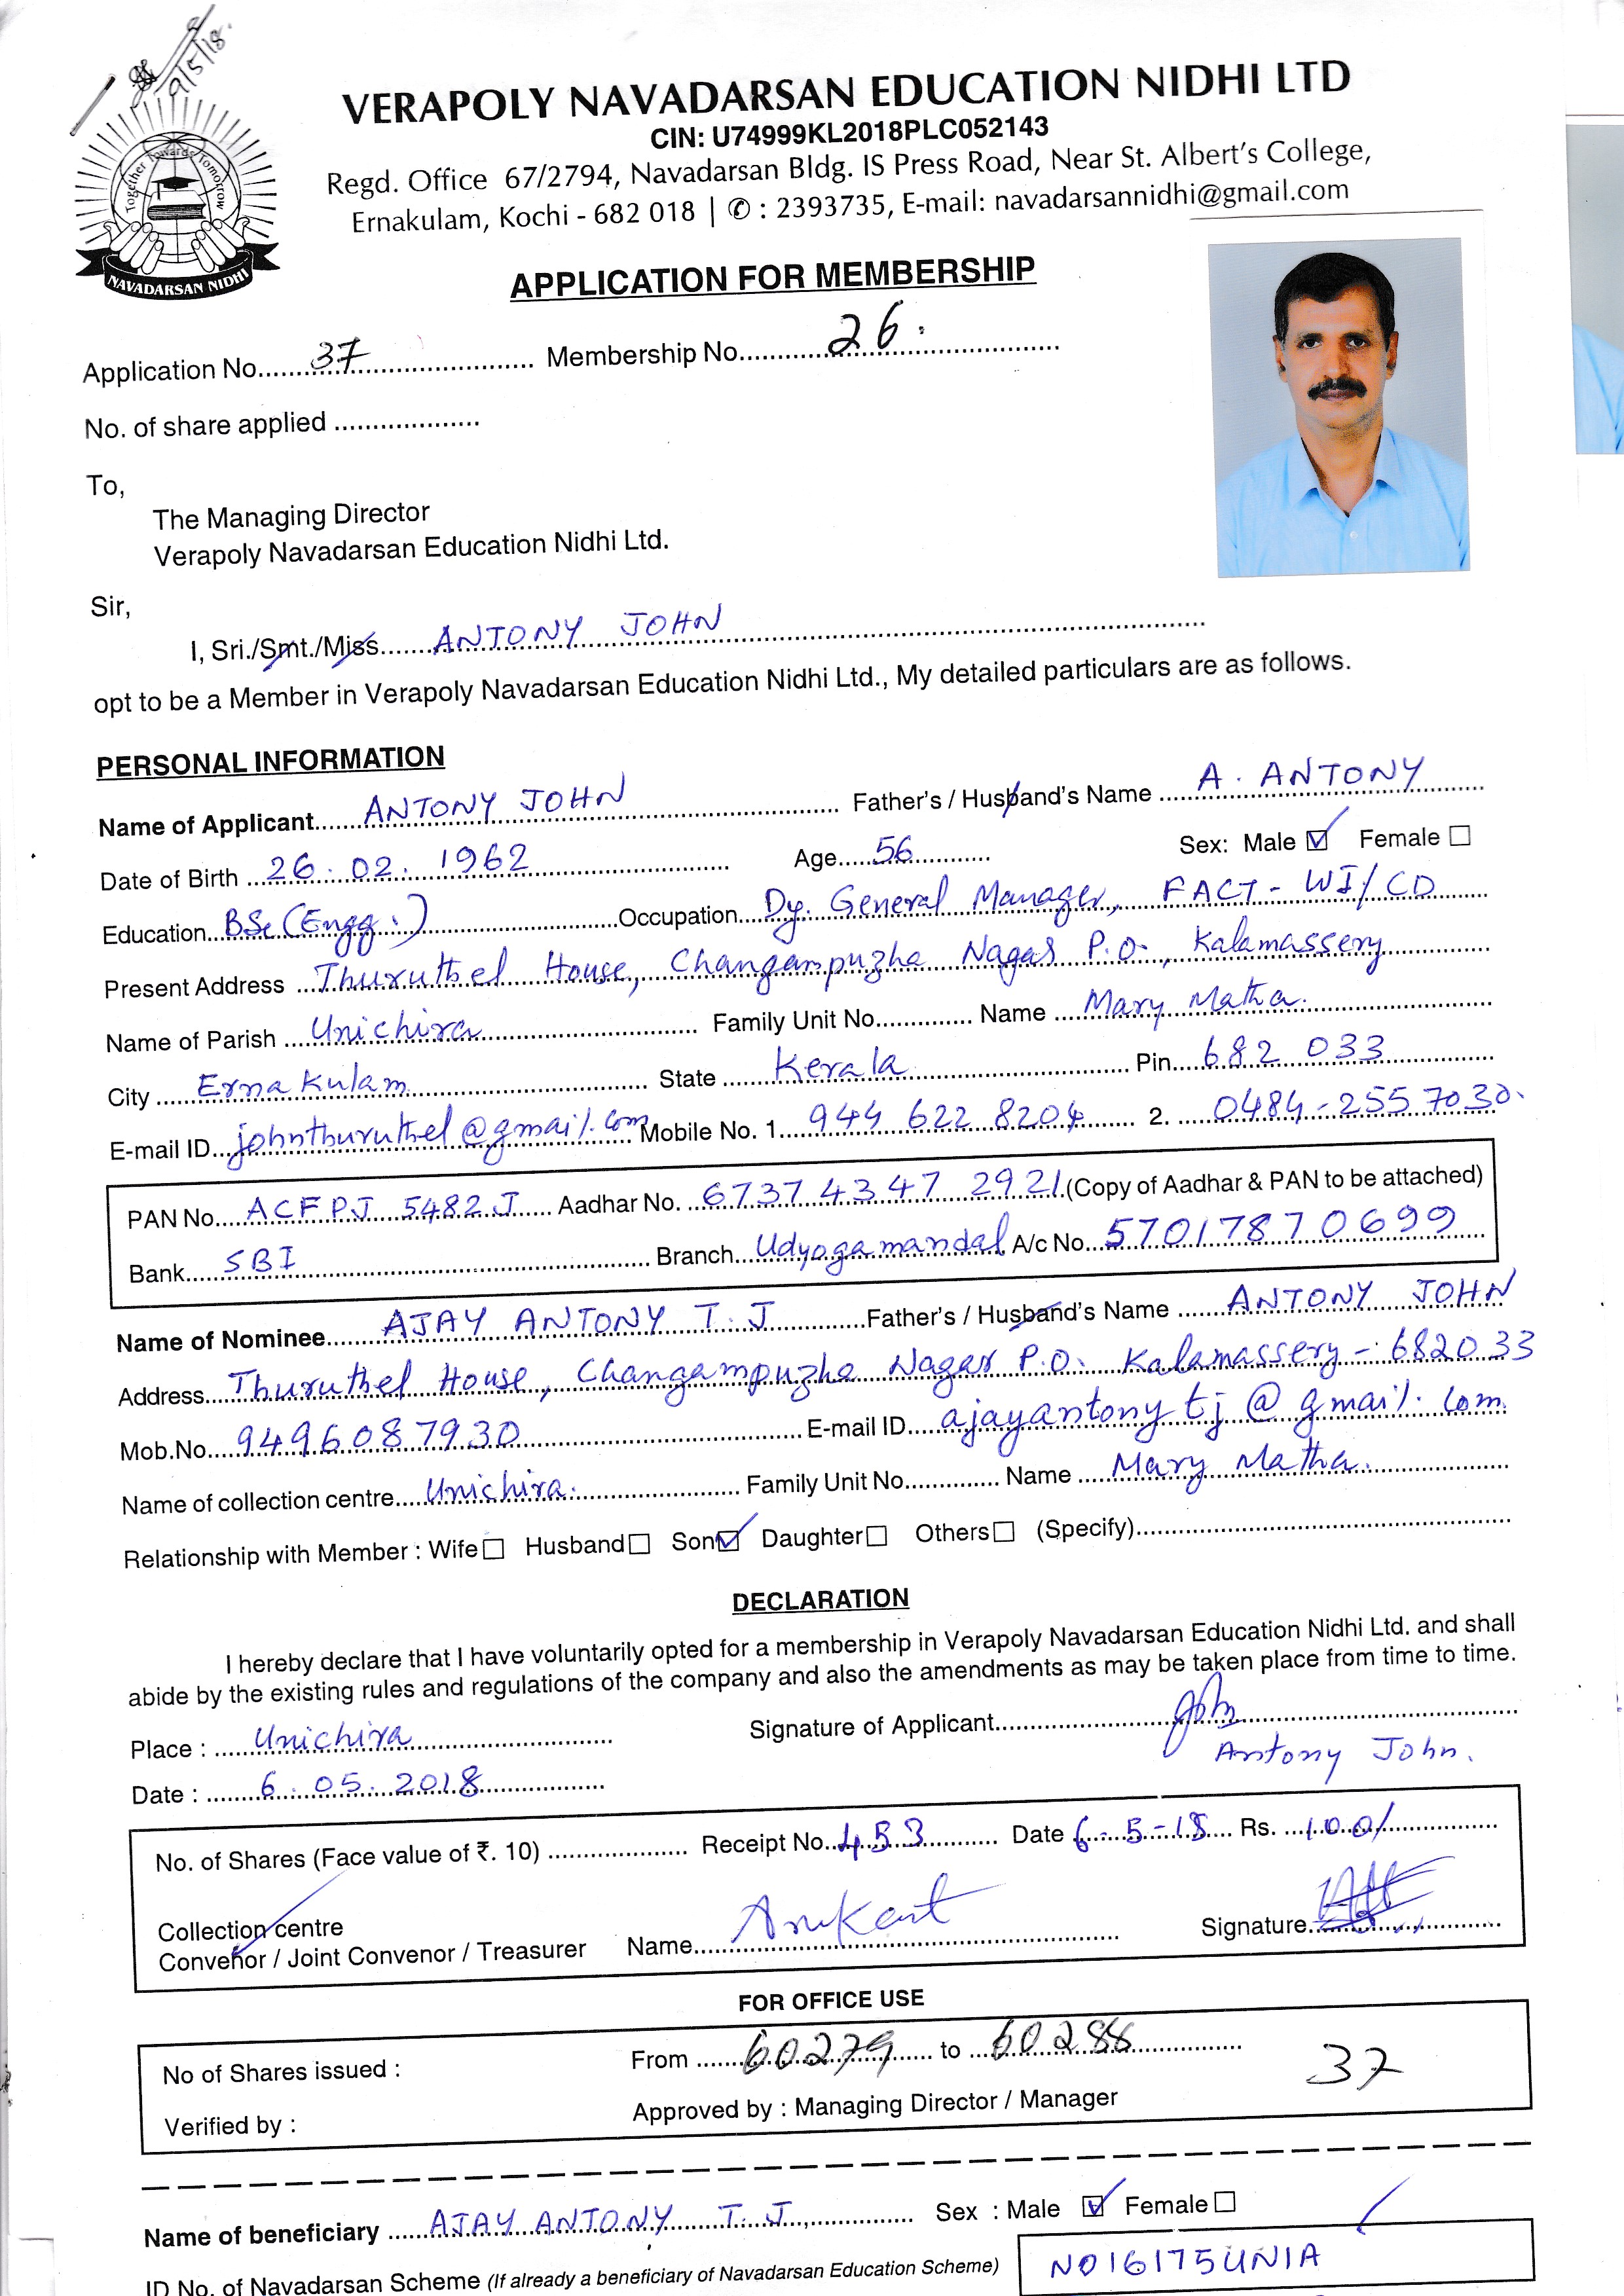 9/5/18.
Together Towards Tomorrow
NAVADARSAN NIDHI
VERAPOLY NAVADARSAN EDUCATION NIDHI LTD
CIN: U74999KL2018PLC052143
Regd. Office 67/2794, Navadarsan Bldg. IS Press Road, Near St. Albert's College,
Ernakulam, Kochi - 682 018 | ✆ : 2393735, E-mail: navadarsannidhi@gmail.com
APPLICATION FOR MEMBERSHIP
Application No. 37 Membership No. 26.
No. of share applied
To,
The Managing Director
Verapoly Navadarsan Education Nidhi Ltd.
Sir,
I, Sri./Smt./Miss ANTONY JOHN
opt to be a Member in Verapoly Navadarsan Education Nidhi Ltd., My detailed particulars are as follows.
PERSONAL INFORMATION
Name of Applicant ANTONY JOHN Father's / Husband's Name A. ANTONY
Date of Birth 26.02.1962 Age 56 Sex: Male ☑ Female ☐
Education BSc (Engg.) Occupation Dy. General Manager, FACT - WI/CD
Present Address Thuruthel House, Changampuzha Nagar P.O., Kalamassery
Name of Parish Unichira Family Unit No. Name Mary Matha.
City Ernakulam State Kerala Pin 682 033
E-mail ID johnthuruthel@gmail.com Mobile No. 1. 944 622 8204 2. 0484-2557030.
PAN No. ACFPJ 5482 J Aadhar No. 6737 4347 2921 (Copy of Aadhar & PAN to be attached)
Bank SBI Branch Udyogamandal A/c No. 57017870699
Name of Nominee AJAY ANTONY T. J Father's / Husband's Name ANTONY JOHN
Address Thuruthel House, Changampuzha Nagar P.O. Kalamassery - 682033
Mob.No. 9496087930 E-mail ID ajayantonytj@gmail.com
Name of collection centre Unichira. Family Unit No. Name Mary Matha.
Relationship with Member : Wife ☐ Husband ☐ Son ☑ Daughter ☐ Others ☐ (Specify)
DECLARATION
I hereby declare that I have voluntarily opted for a membership in Verapoly Navadarsan Education Nidhi Ltd. and shall
abide by the existing rules and regulations of the company and also the amendments as may be taken place from time to time.
Place : Unichira Signature of Applicant John
Antony John.
Date : 6.05.2018
No. of Shares (Face value of ₹. 10) Receipt No. 453 Date 6-5-18 Rs. 100/
Collection centre
Convenor / Joint Convenor / Treasurer Name Signature
FOR OFFICE USE
No of Shares issued : From 60279 to 60288 37
Verified by : Approved by : Managing Director / Manager
Name of beneficiary AJAY ANTONY T. J Sex : Male ☑ Female ☐
ID No. of Navadarsan Scheme (If already a beneficiary of Navadarsan Education Scheme) N016175UNIA